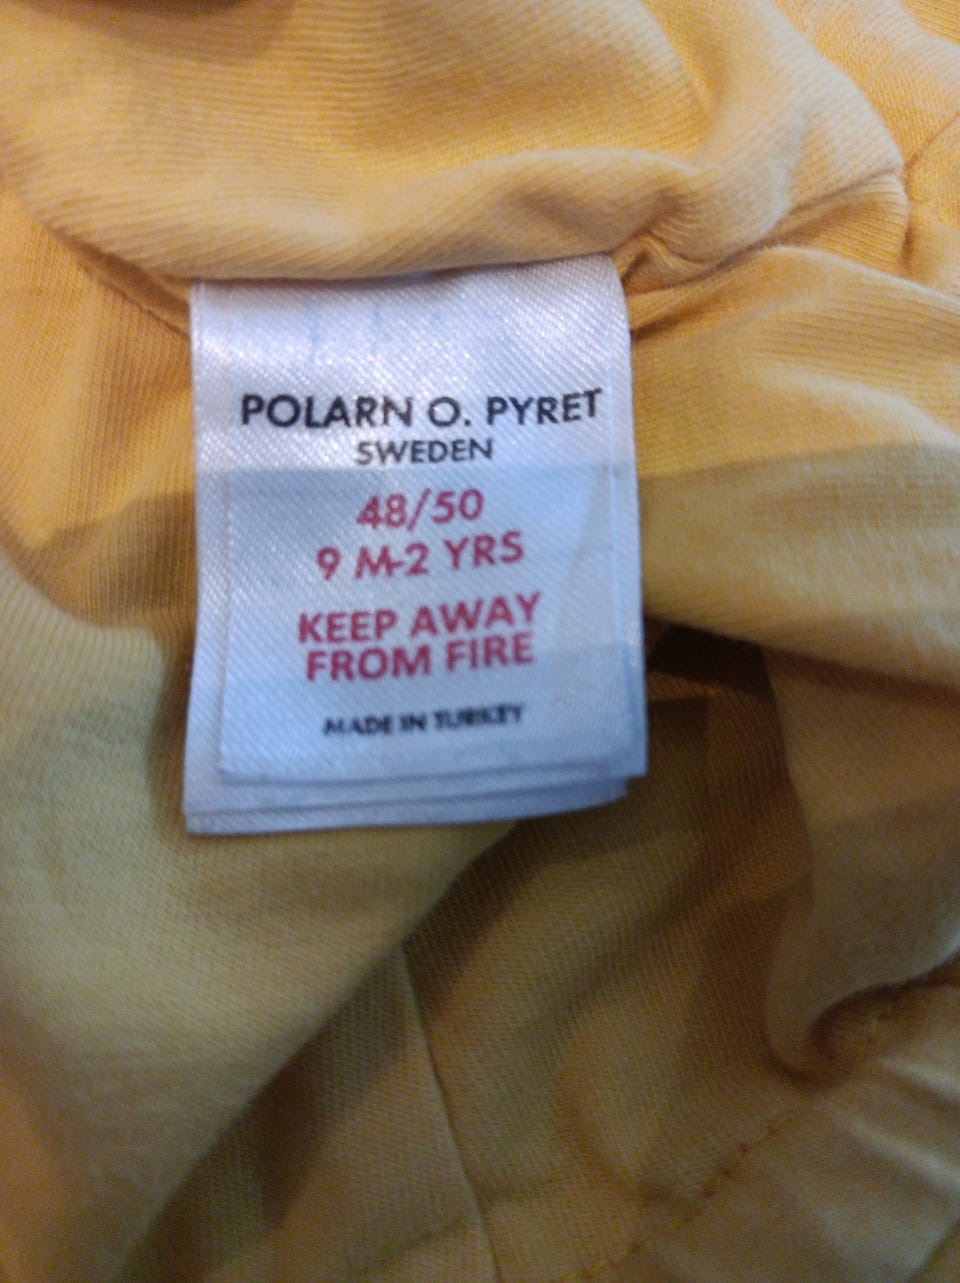 POLARN O. PYRET
SWEDEN
48/50
9 M-2 YRS
KEEP AWAY
FROM FIRE
MADE IN TURKEY